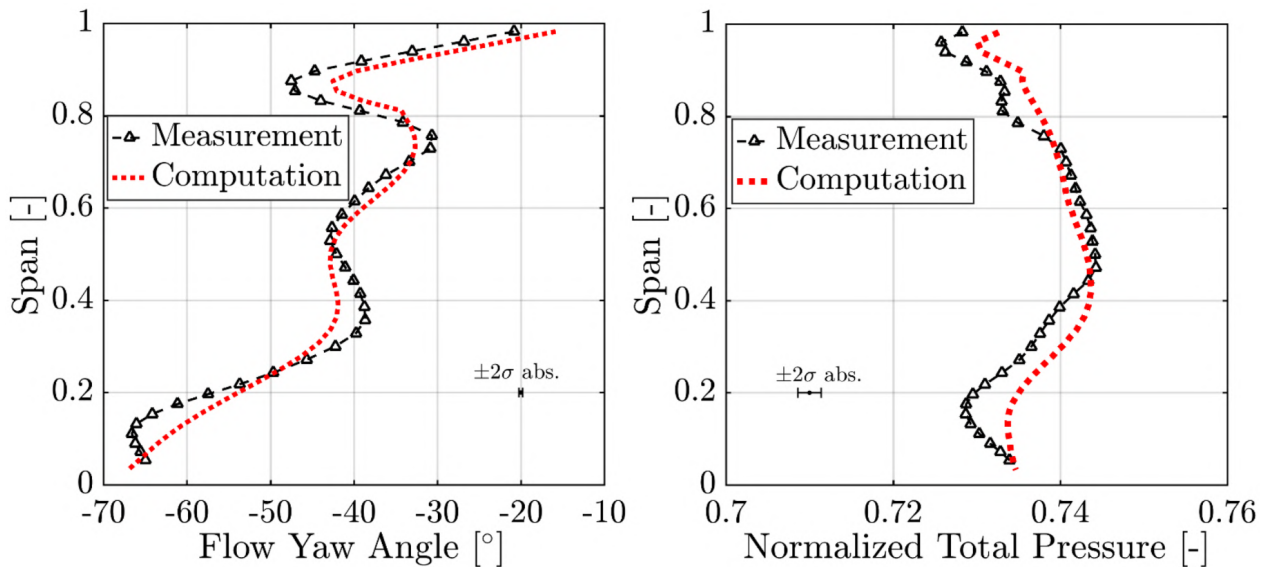 1
0.8
0.6
0.4
0.2
0
Span [-]
Measurement
Computation
±2σ abs.
-70 -60 -50 -40 -30 -20 -10
Flow Yaw Angle [°]
1
0.8
0.6
0.4
0.2
0
Span [-]
Measurement
Computation
±2σ abs.
0.7 0.72 0.74 0.76
Normalized Total Pressure [-]